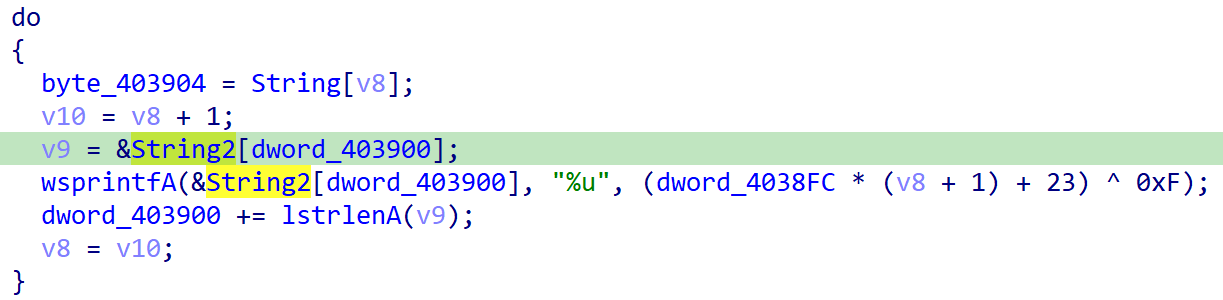 do
{
byte_403904 = String[v8];
v10 = v8 + 1;
v9 = &String2[dword_403900];
wsprintfA(&String2[dword_403900], "%u", (dword_4038FC * (v8 + 1) + 23) ^ 0xF);
dword_403900 += lstrlenA(v9);
v8 = v10;
}